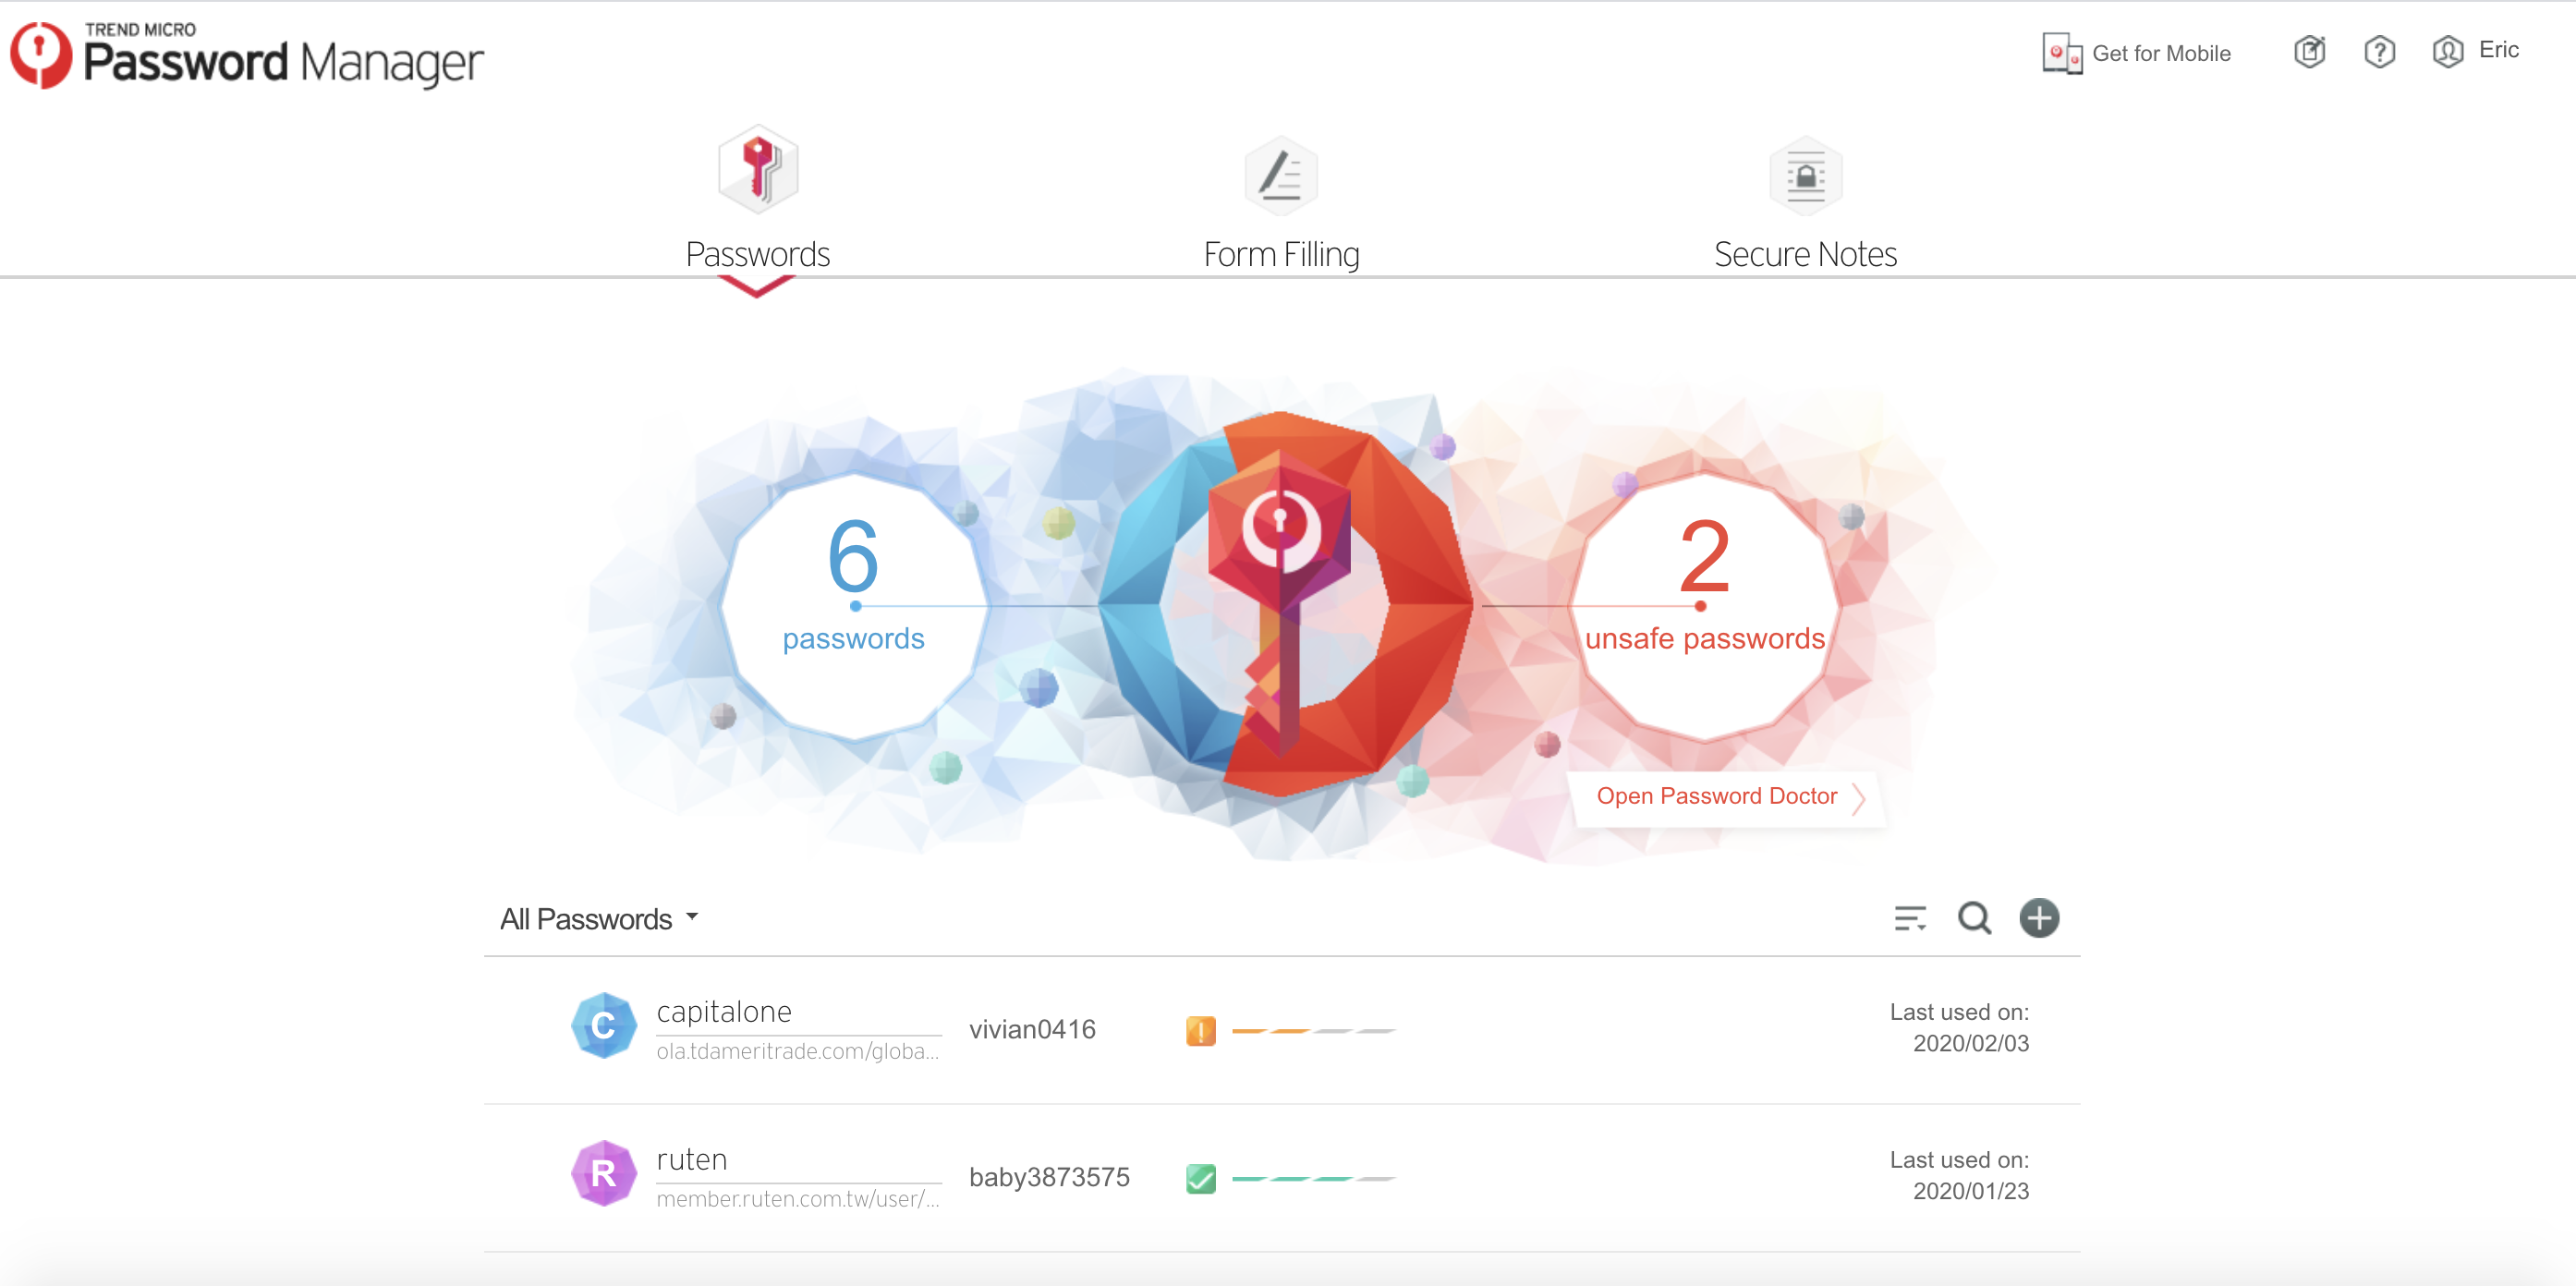 TREND MICRO
Password Manager
Get for Mobile
?
Eric
Passwords
Form Filling
Secure Notes
6
passwords
2
unsafe passwords
Open Password Doctor
All Passwords
C
capitalone
ola.tdameritrade.com/globa...
vivian0416
!
Last used on:
2020/02/03
R
ruten
member.ruten.com.tw/user/...
baby3873575
Last used on:
2020/01/23